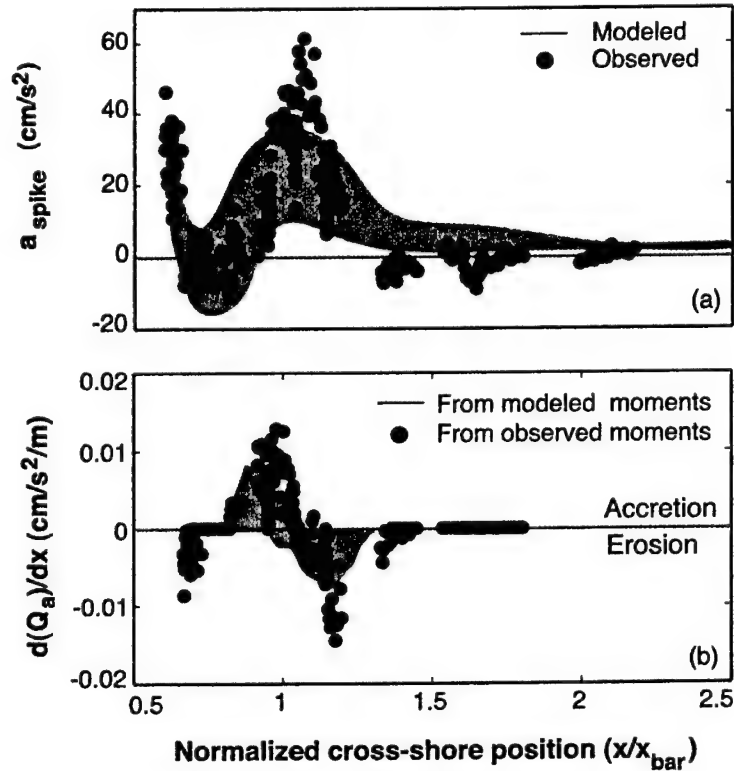 60
40
20
0
-20
a_spike (cm/s²)
Modeled
Observed
(a)
0.02
0.01
0
-0.01
-0.02
d(Q_a)/dx (cm/s²/m)
From modeled moments
From observed moments
Accretion
Erosion
(b)
0.5
1
1.5
2
2.5
Normalized cross-shore position (x/x_bar)